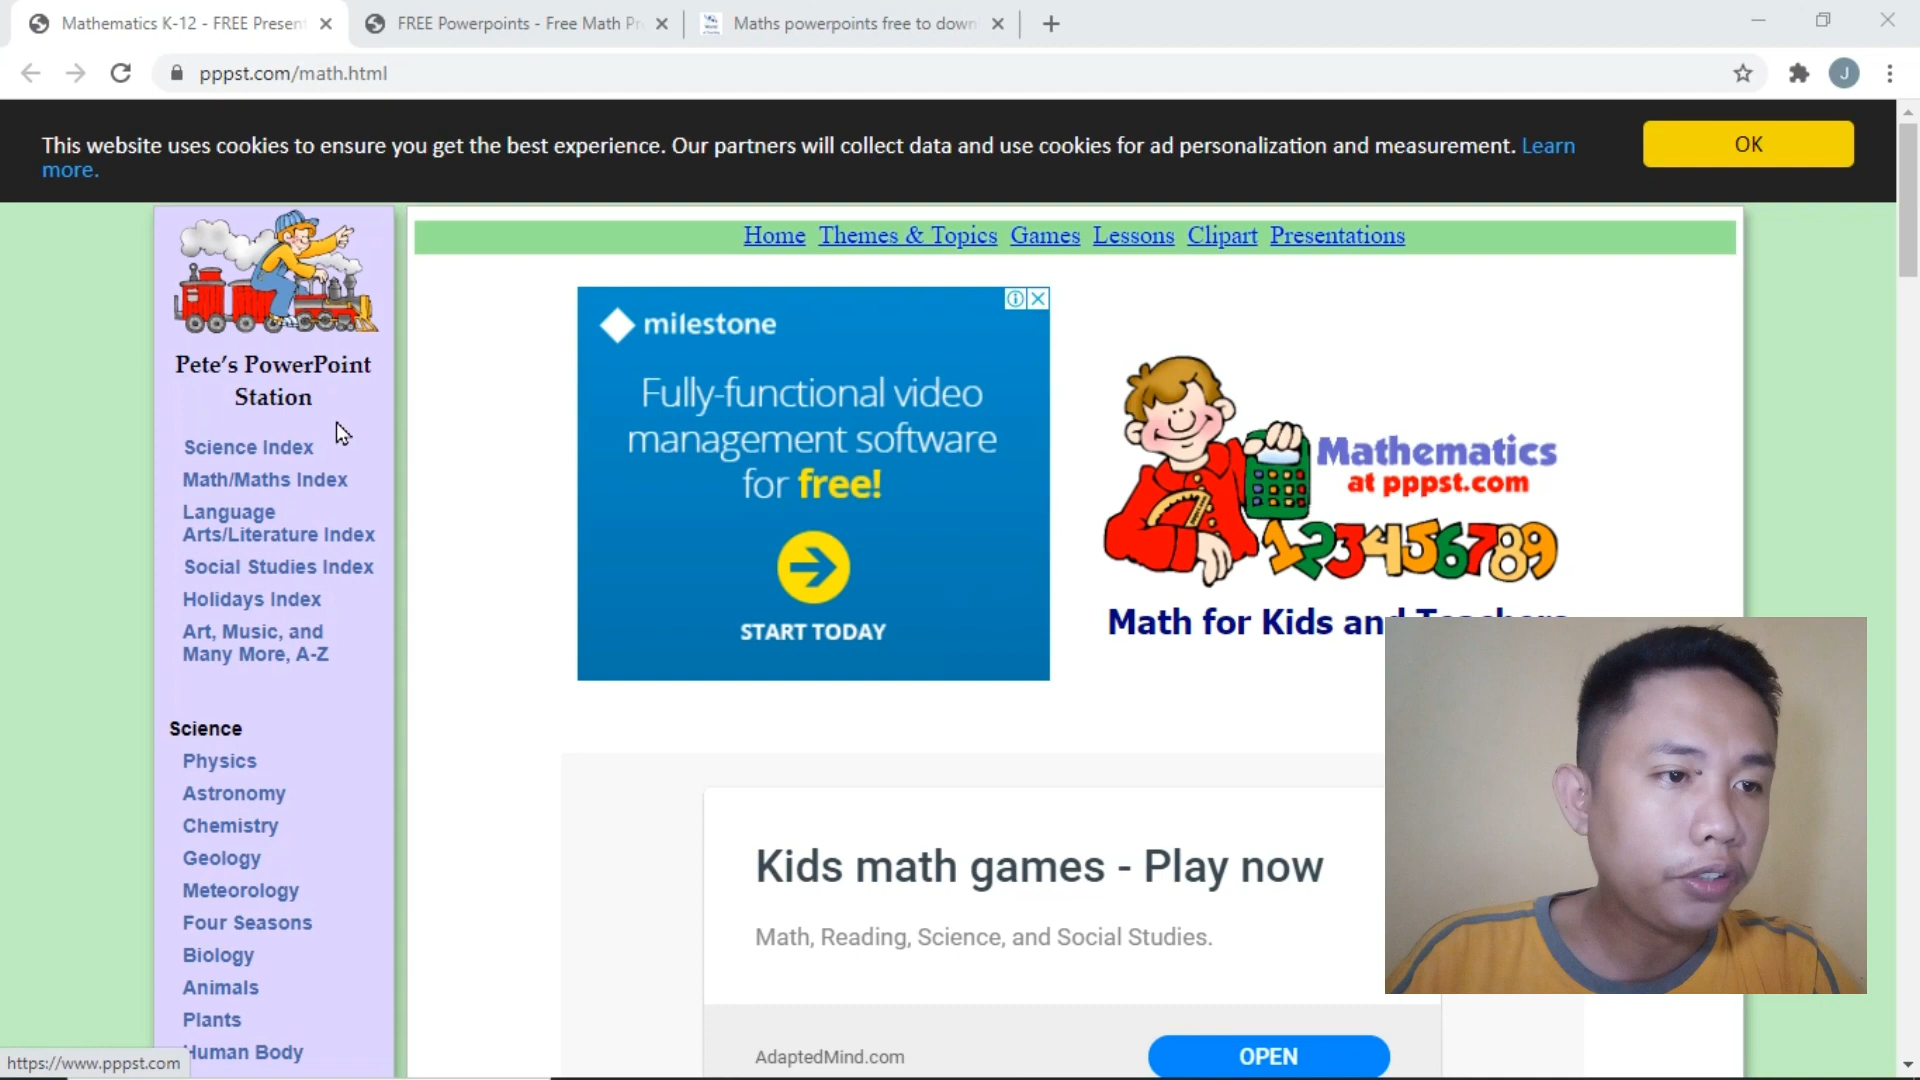 Mathematics K-12 - FREE Present
FREE Powerpoints - Free Math Pr
Maths powerpoints free to down
pppst.com/math.html
J
This website uses cookies to ensure you get the best experience. Our partners will collect data and use cookies for ad personalization and measurement. Learn
more.
OK
Home Themes & Topics Games Lessons Clipart Presentations
Pete's PowerPoint
Station
Science Index
Math/Maths Index
Language
Arts/Literature Index
Social Studies Index
Holidays Index
Art, Music, and
Many More, A-Z
Science
Physics
Astronomy
Chemistry
Geology
Meteorology
Four Seasons
Biology
Animals
Plants
Human Body
milestone
Fully-functional video
management software
for free!
START TODAY
Mathematics
at pppst.com
123456789
Math for Kids and Teachers
Kids math games - Play now
Math, Reading, Science, and Social Studies.
AdaptedMind.com
OPEN
https://www.pppst.com